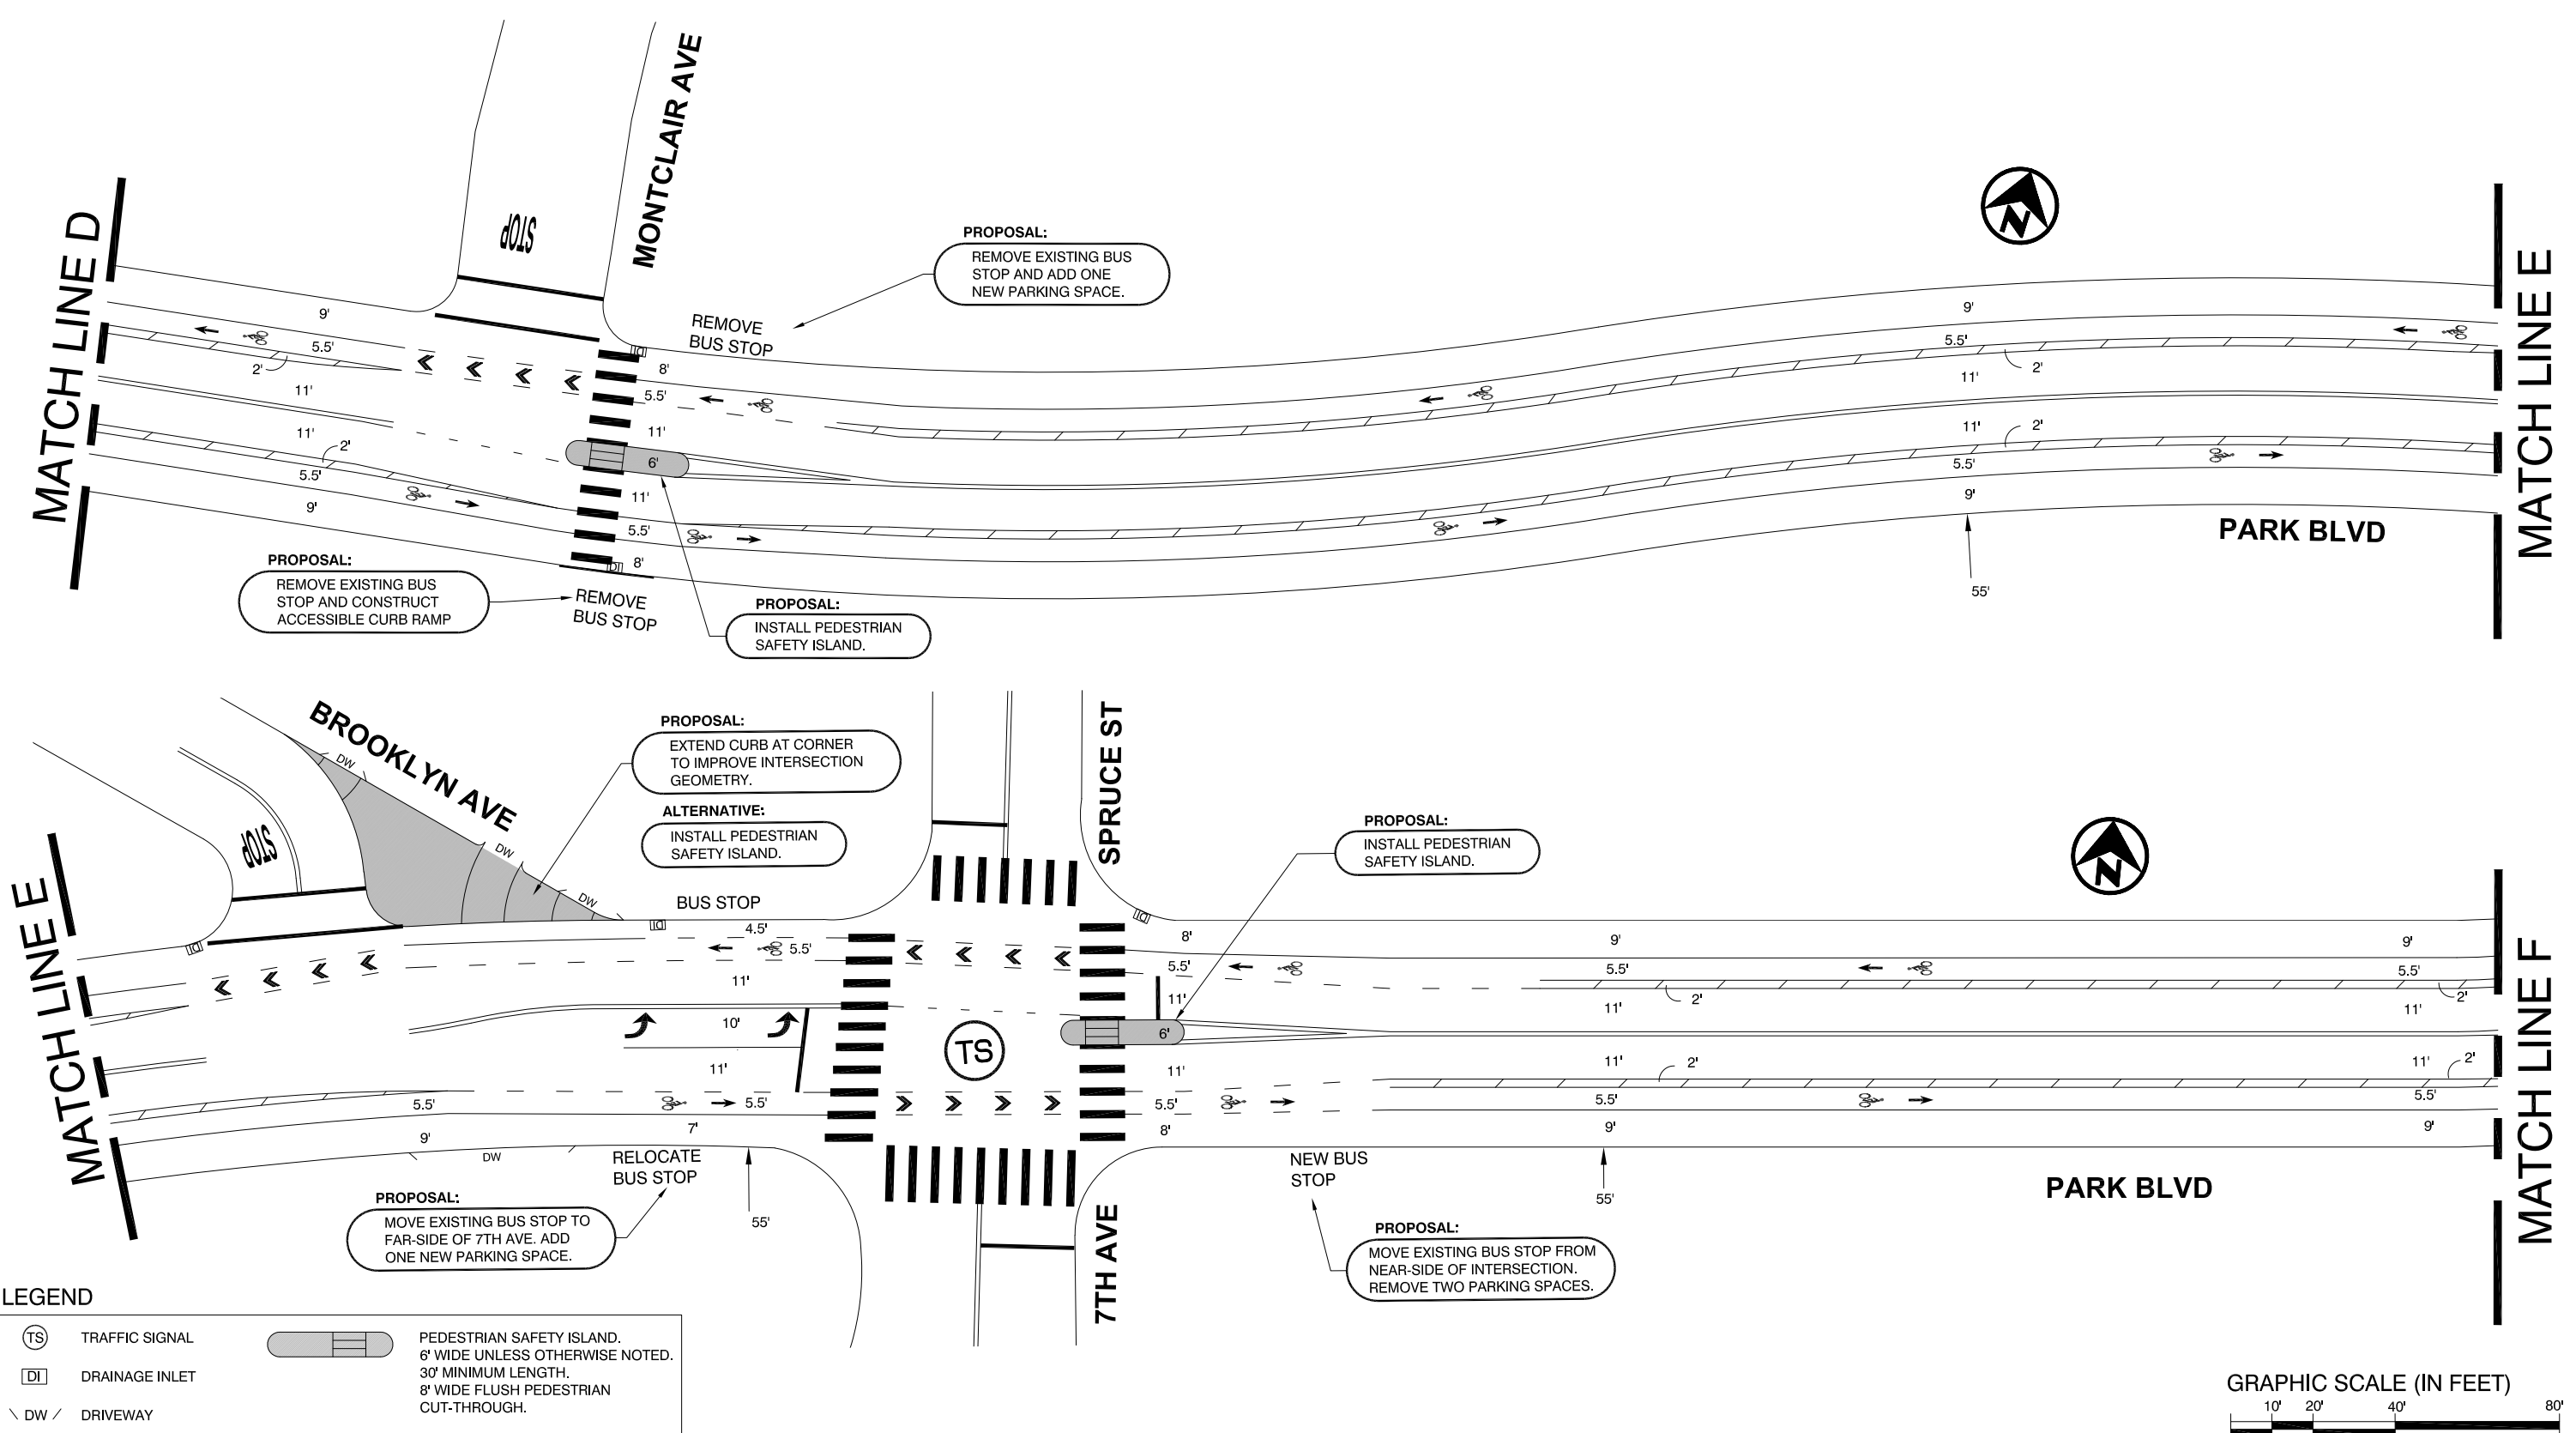 MONTCLAIR AVE
STOP
MATCH LINE D
PROPOSAL:
REMOVE EXISTING BUS
STOP AND ADD ONE
NEW PARKING SPACE.
N
MATCH LINE E
REMOVE
BUS STOP
9'
5.5'
2'
11'
11'
2'
5.5'
9'
8'
5.5'
11'
6'
11'
5.5'
8'
DI
DI
9'
5.5'
2'
11'
11'
2'
5.5'
9'
55'
PARK BLVD
PROPOSAL:
REMOVE EXISTING BUS
STOP AND CONSTRUCT
ACCESSIBLE CURB RAMP
REMOVE
BUS STOP
PROPOSAL:
INSTALL PEDESTRIAN
SAFETY ISLAND.
BROOKLYN AVE
DW
DW
DW
STOP
PROPOSAL:
EXTEND CURB AT CORNER
TO IMPROVE INTERSECTION
GEOMETRY.
ALTERNATIVE:
INSTALL PEDESTRIAN
SAFETY ISLAND.
SPRUCE ST
PROPOSAL:
INSTALL PEDESTRIAN
SAFETY ISLAND.
N
MATCH LINE E
DI
DI
DI
BUS STOP
4.5'
5.5'
11'
10'
11'
5.5'
5.5'
7'
9'
DW
TS
8'
5.5'
11'
6'
11'
5.5'
8'
9'
5.5'
2'
11'
11'
2'
5.5'
9'
9'
5.5'
2'
11'
11'
2'
5.5'
9'
MATCH LINE F
RELOCATE
BUS STOP
55'
PROPOSAL:
MOVE EXISTING BUS STOP TO
FAR-SIDE OF 7TH AVE. ADD
ONE NEW PARKING SPACE.
7TH AVE
NEW BUS
STOP
55'
PARK BLVD
PROPOSAL:
MOVE EXISTING BUS STOP FROM
NEAR-SIDE OF INTERSECTION.
REMOVE TWO PARKING SPACES.
LEGEND
TS TRAFFIC SIGNAL
DI DRAINAGE INLET
DW DRIVEWAY
PEDESTRIAN SAFETY ISLAND.
6' WIDE UNLESS OTHERWISE NOTED.
30' MINIMUM LENGTH.
8' WIDE FLUSH PEDESTRIAN
CUT-THROUGH.
GRAPHIC SCALE (IN FEET)
10' 20' 40' 80'